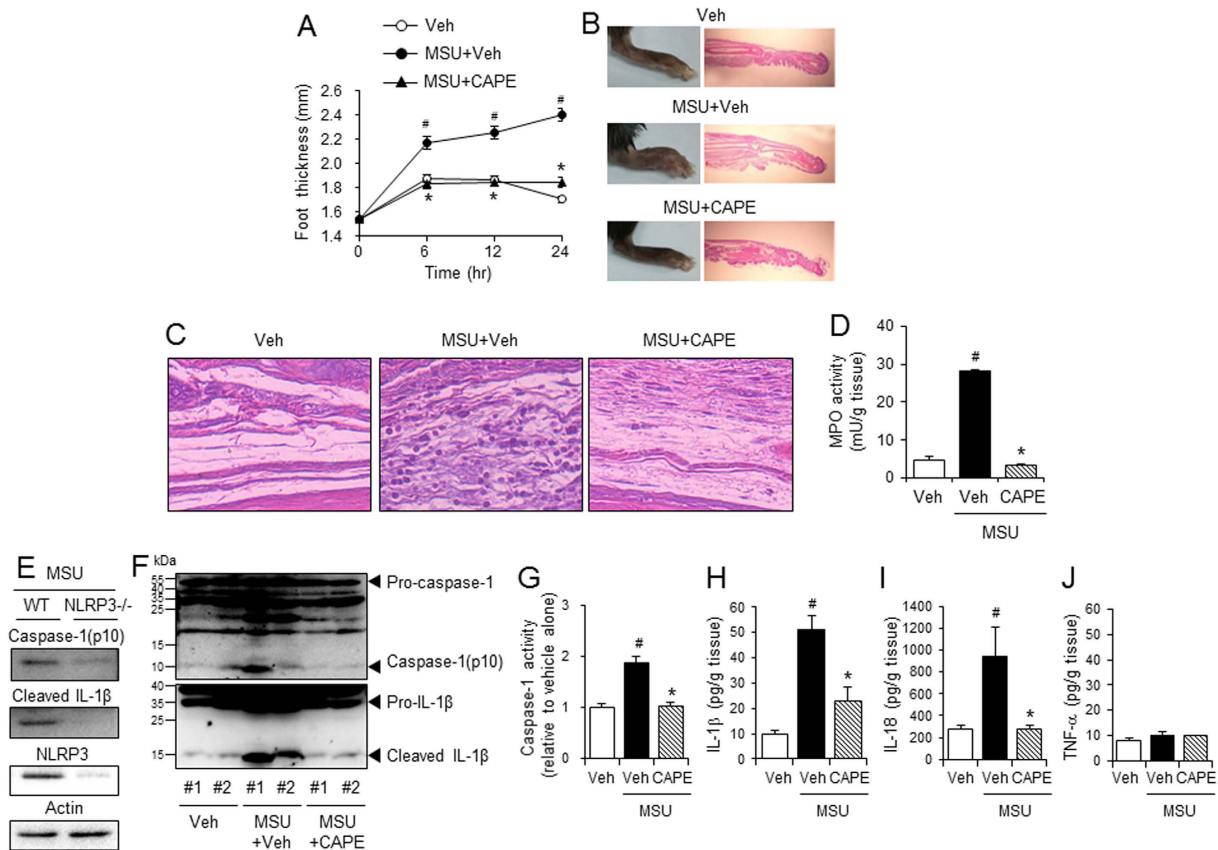 A
Veh
MSU+Veh
MSU+CAPE
Foot thickness (mm)
2.6
2.4
2.2
2.0
1.8
1.6
1.4
#
#
#
*
*
*
0
6
12
24
Time (hr)
B
Veh
MSU+Veh
MSU+CAPE
C
Veh
MSU+Veh
MSU+CAPE
D
MPO activity
(mU/g tissue)
40
30
20
10
0
#
*
Veh
Veh
CAPE
MSU
E
MSU
WT NLRP3-/-
Caspase-1(p10)
Cleaved IL-1β
NLRP3
Actin
F
kDa
55
40
35
25
15
10
40
35
25
15
Pro-caspase-1
Caspase-1(p10)
Pro-IL-1β
Cleaved IL-1β
#1 #2 #1 #2 #1 #2
Veh
MSU
+Veh
MSU
+CAPE
G
Caspase-1 activity
(relative to vehicle alone)
3
2
1
0
#
*
Veh
Veh
CAPE
MSU
H
IL-1β (pg/g tissue)
60
50
40
30
20
10
0
#
*
Veh
Veh
CAPE
MSU
I
IL-18 (pg/g tissue)
1400
1200
1000
800
600
400
200
0
#
*
Veh
Veh
CAPE
MSU
J
TNF-α (pg/g tissue)
60
50
40
30
20
10
0
Veh
Veh
CAPE
MSU